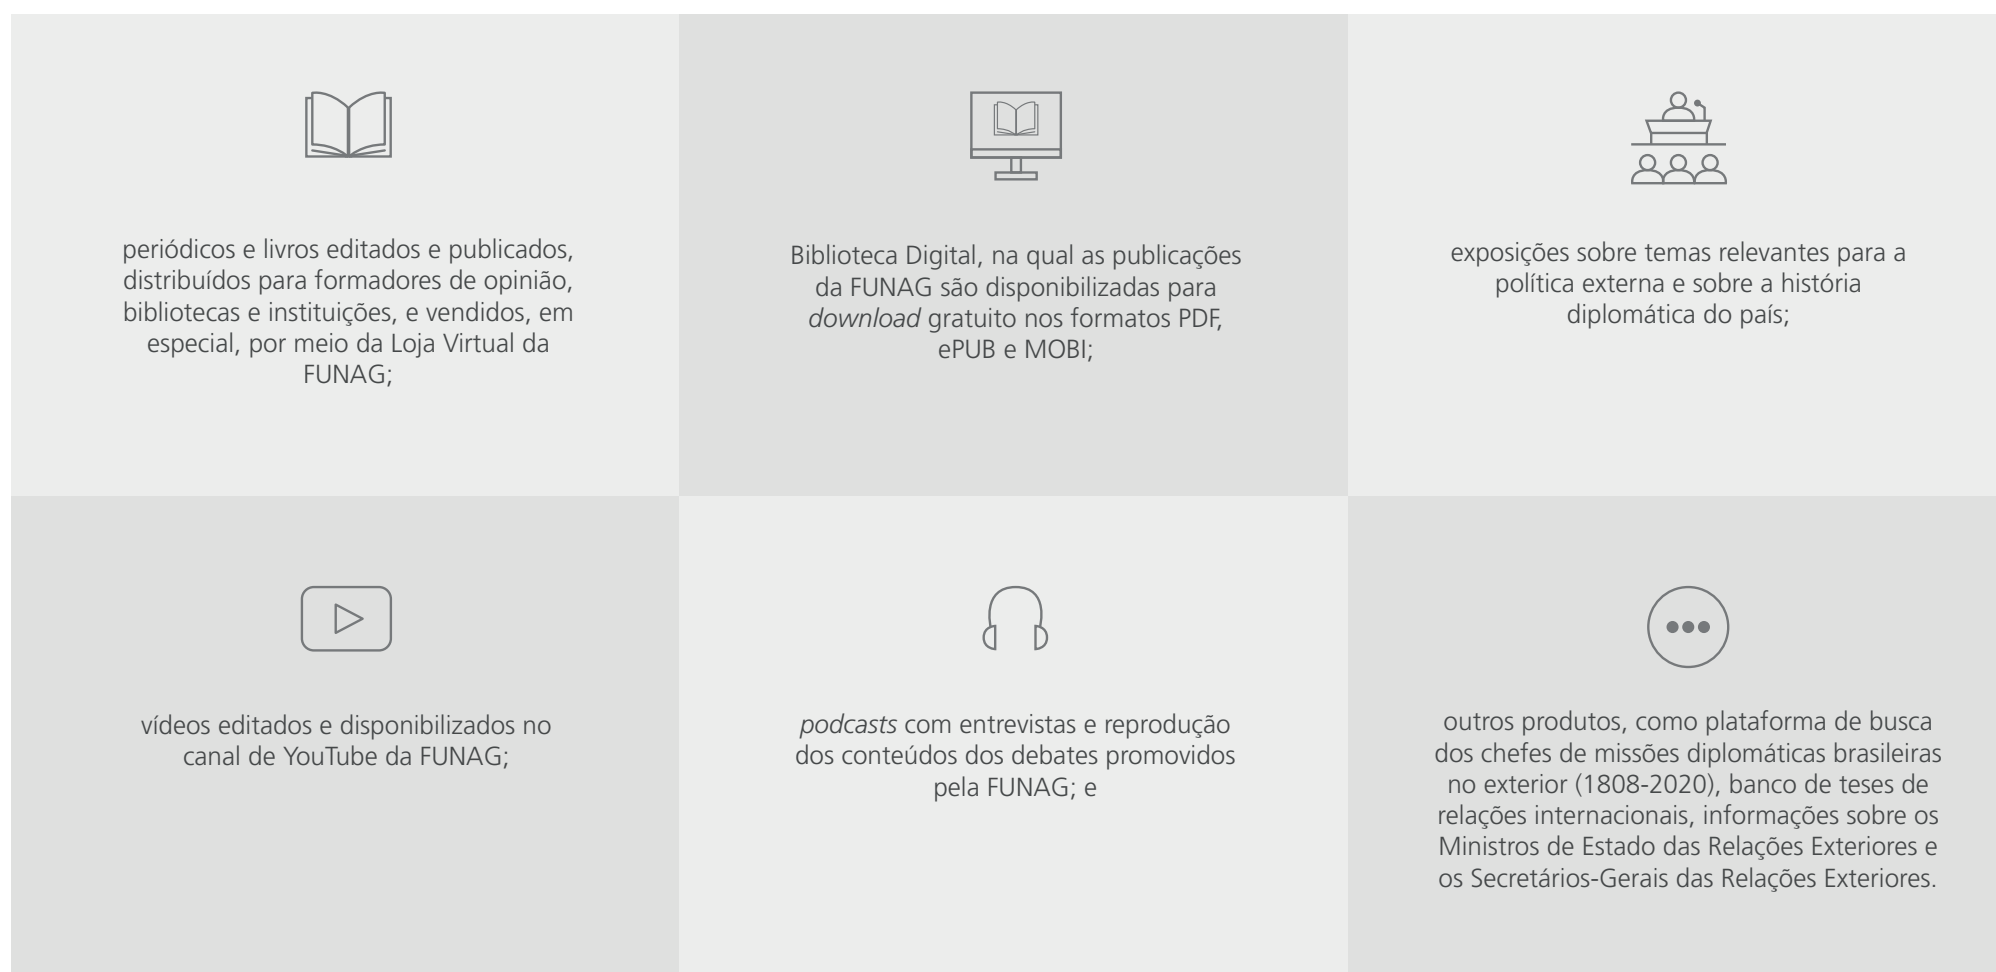 periódicos e livros editados e publicados,
distribuídos para formadores de opinião,
bibliotecas e instituições, e vendidos, em
especial, por meio da Loja Virtual da
FUNAG;
Biblioteca Digital, na qual as publicações
da FUNAG são disponibilizadas para
download gratuito nos formatos PDF,
ePUB e MOBI;
exposições sobre temas relevantes para a
política externa e sobre a história
diplomática do país;
vídeos editados e disponibilizados no
canal de YouTube da FUNAG;
podcasts com entrevistas e reprodução
dos conteúdos dos debates promovidos
pela FUNAG; e
outros produtos, como plataforma de busca
dos chefes de missões diplomáticas brasileiras
no exterior (1808-2020), banco de teses de
relações internacionais, informações sobre os
Ministros de Estado das Relações Exteriores e
os Secretários-Gerais das Relações Exteriores.